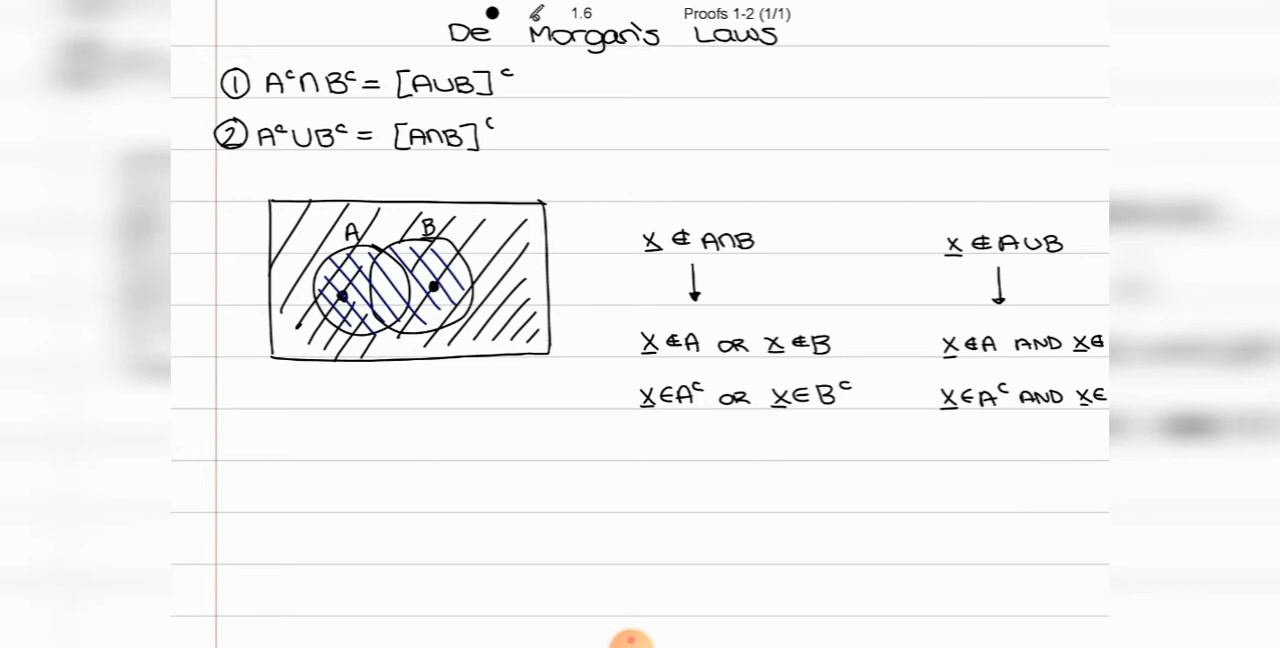 1.6 Proofs 1-2 (1/1)
De Morgan's Laws
① Aᶜ∩Bᶜ = [A∪B]ᶜ
② Aᶜ∪Bᶜ = [A∩B]ᶜ
A B
x ∉ A∩B
x ∉ A∪B
↓
↓
x∉A OR x∉B
x∉A AND x∉
x∈Aᶜ OR x∈Bᶜ
x∈Aᶜ AND x∈